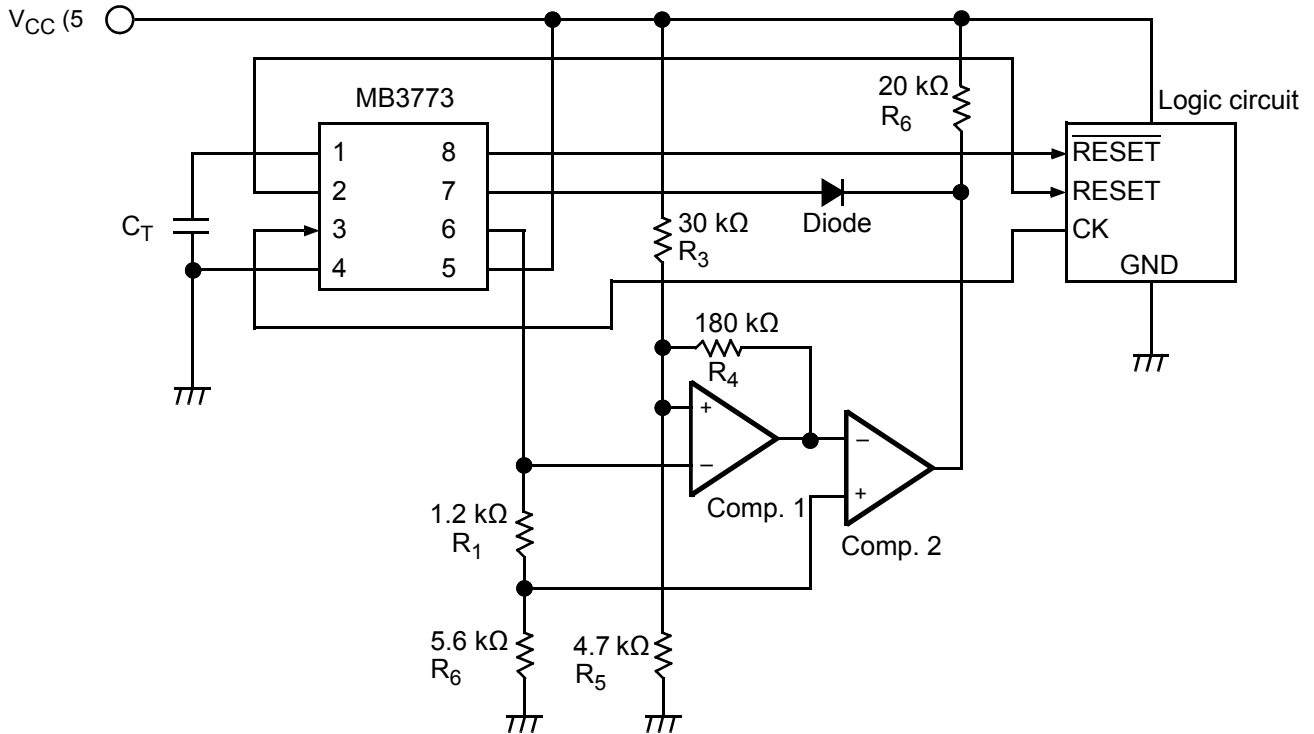 VCC (5
MB3773
1
2
3
4
8
7
6
5
CT
20 kΩ
R6
Logic circuit
RESET
RESET
CK
GND
Diode
30 kΩ
R3
180 kΩ
R4
+
−
Comp. 1
−
+
Comp. 2
1.2 kΩ
R1
5.6 kΩ
R6
4.7 kΩ
R5